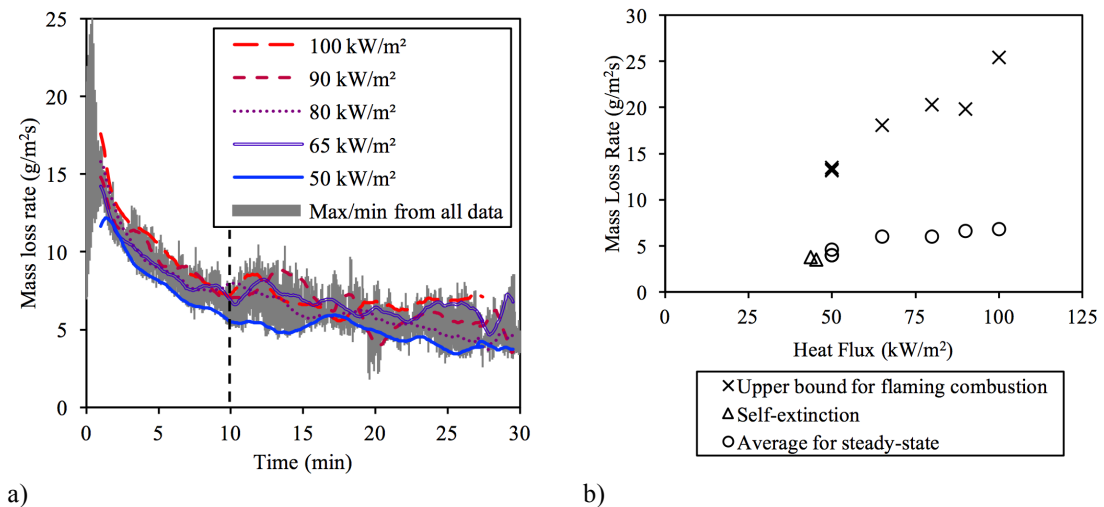 25
20
15
10
5
0
Mass loss rate (g/m²s)
100 kW/m²
90 kW/m²
80 kW/m²
65 kW/m²
50 kW/m²
Max/min from all data
0 5 10 15 20 25 30
Time (min)
a)
30
25
20
15
10
5
0
Mass Loss Rate (g/m²s)
0 25 50 75 100 125
Heat Flux (kW/m²)
Upper bound for flaming combustion
Self-extinction
Average for steady-state
b)